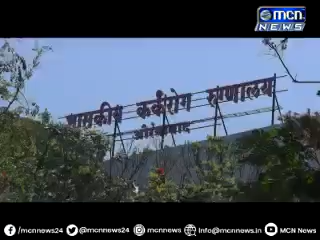 mcn
NEWS
शासकीय कर्करोग रुग्णालय
औरंगाबाद
/mcnnews24 /mcnnews24 /mcnnews Info@mcnnews.in MCN News